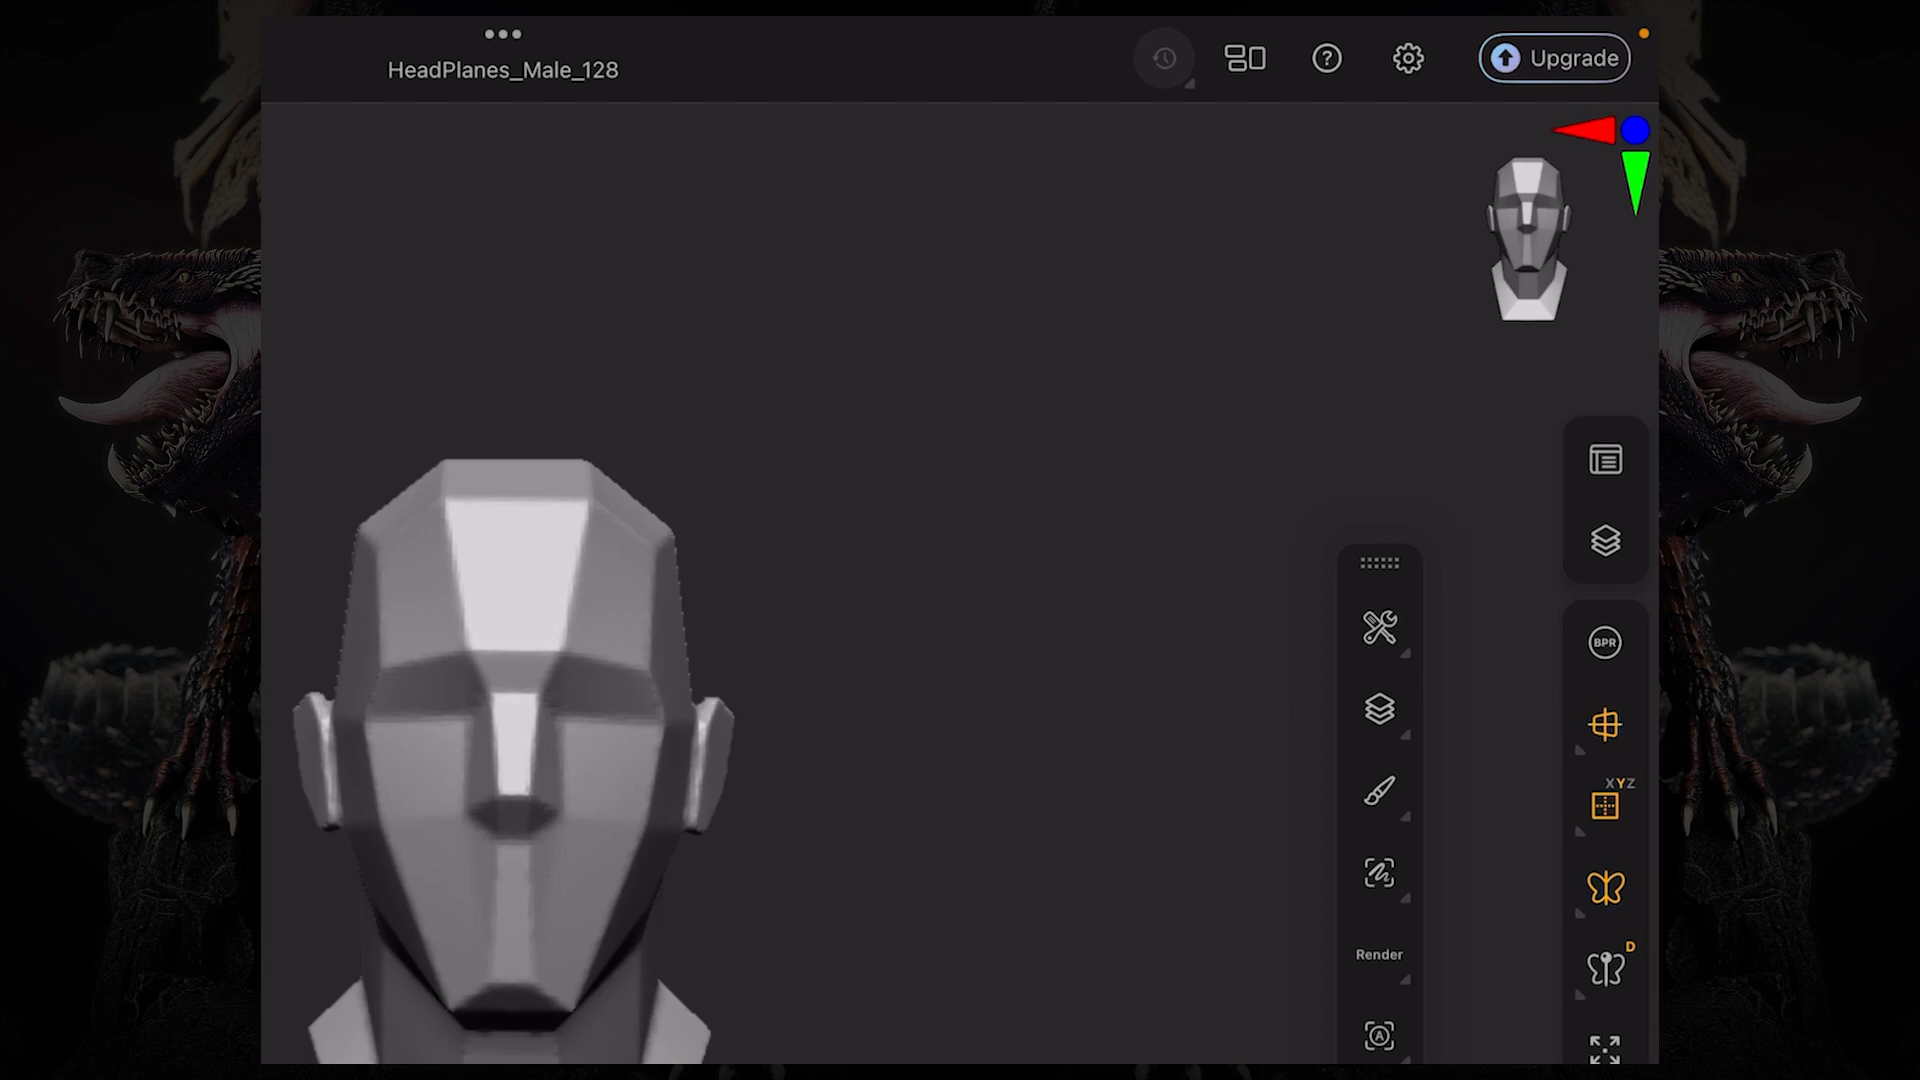 HeadPlanes_Male_128
?
Upgrade
BPR
XYZ
D
Render
A